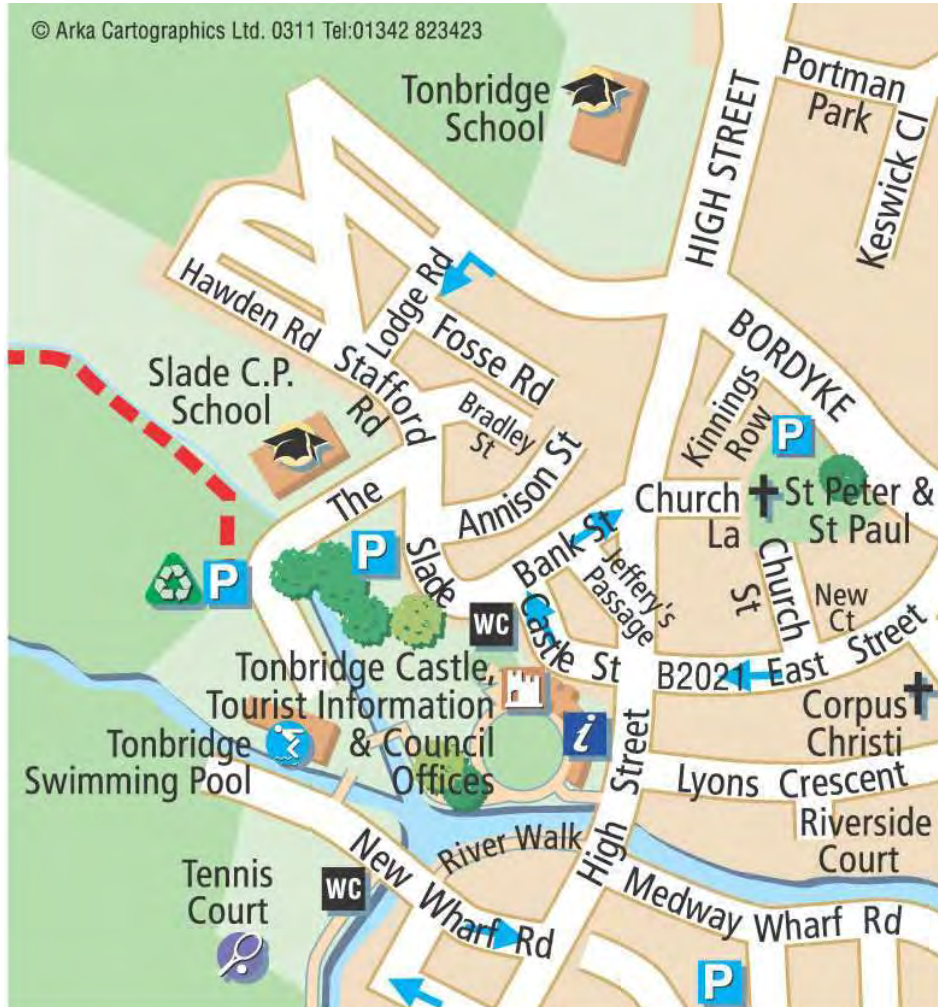 © Arka Cartographics Ltd. 0311 Tel:01342 823423
Tonbridge
School
HIGH STREET
Portman
Park
Keswick Cl
Hawden Rd
Lodge Rd
Fosse Rd
BORDYKE
Stafford
Rd
Slade C.P.
School
Bradley
St
Kinnings
Row
P
Annison St
The
Slade
Church
La
St Peter &
St Paul
Bank St
Jeffery's
Passage
Church
St
New
Ct
P
P
WC
Castle St
B2021
East Street
Tonbridge Castle,
Tourist Information
& Council
Offices
i
Corpus
Christi
Tonbridge
Swimming Pool
High Street
Lyons Crescent
Riverside
Court
River Walk
New Wharf Rd
Medway Wharf Rd
Tennis
Court
WC
P